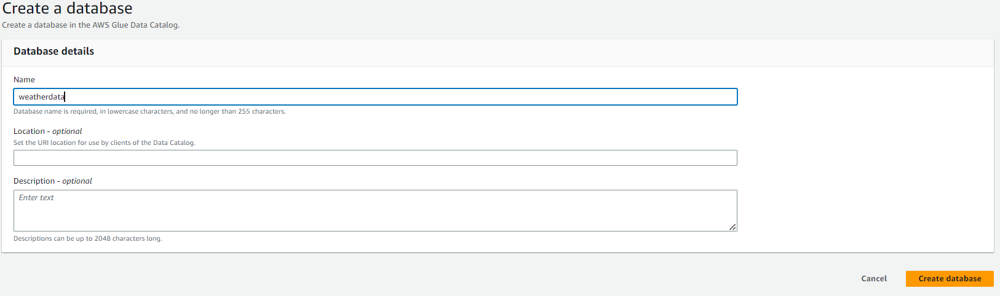 Create a database
Create a database in the AWS Glue Data Catalog.
Database details
Name
weatherdata
Database name is required, in lowercase characters, and no longer than 255 characters.
Location - optional
Set the URI location for use by clients of the Data Catalog.
Description - optional
Enter text
Descriptions can be up to 2048 characters long.
Cancel
Create database